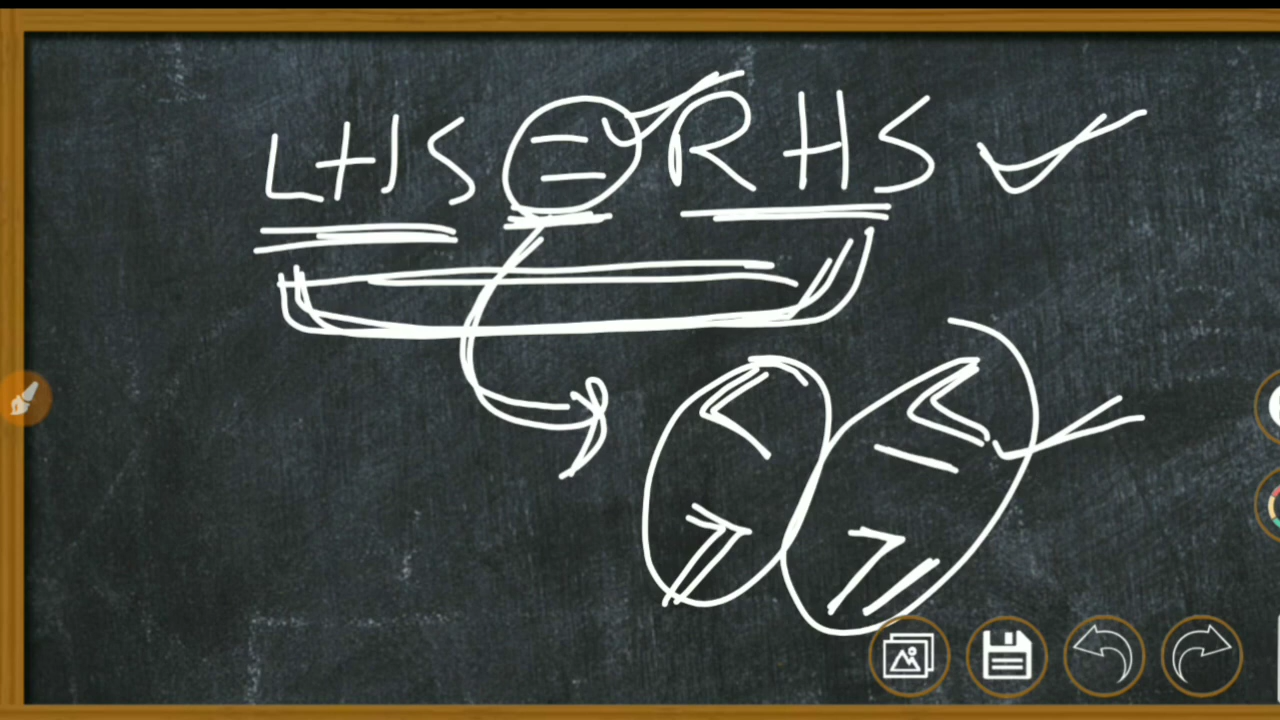 LHS = RHS
< ≤
> ≥